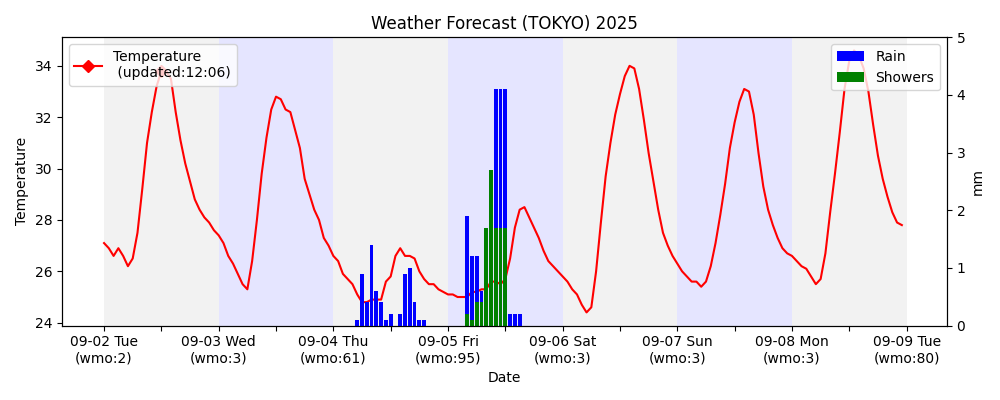 Weather Forecast (TOKYO) 2025
Temperature
(updated:12:06)
Rain
Showers
Temperature
34
32
30
28
26
24
5
4
3
2
1
0
mm
09-02 Tue
(wmo:2)
09-03 Wed
(wmo:3)
09-04 Thu
(wmo:61)
09-05 Fri
(wmo:95)
09-06 Sat
(wmo:3)
09-07 Sun
(wmo:3)
09-08 Mon
(wmo:3)
09-09 Tue
(wmo:80)
Date